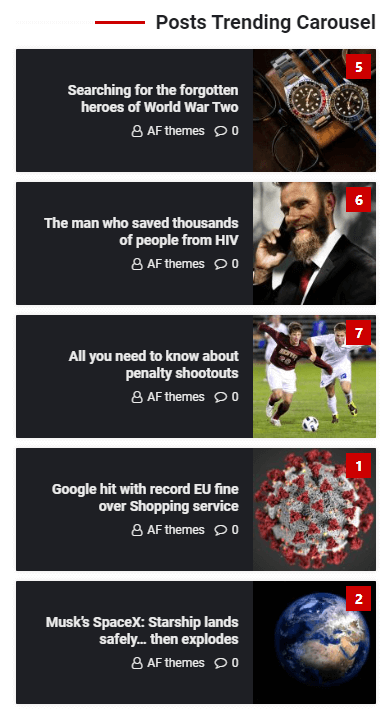 Posts Trending Carousel
5
Searching for the forgotten
heroes of World War Two
AF themes 0
6
The man who saved thousands
of people from HIV
AF themes 0
7
All you need to know about
penalty shootouts
AF themes 0
1
Google hit with record EU fine
over Shopping service
AF themes 0
2
Musk's SpaceX: Starship lands
safely... then explodes
AF themes 0